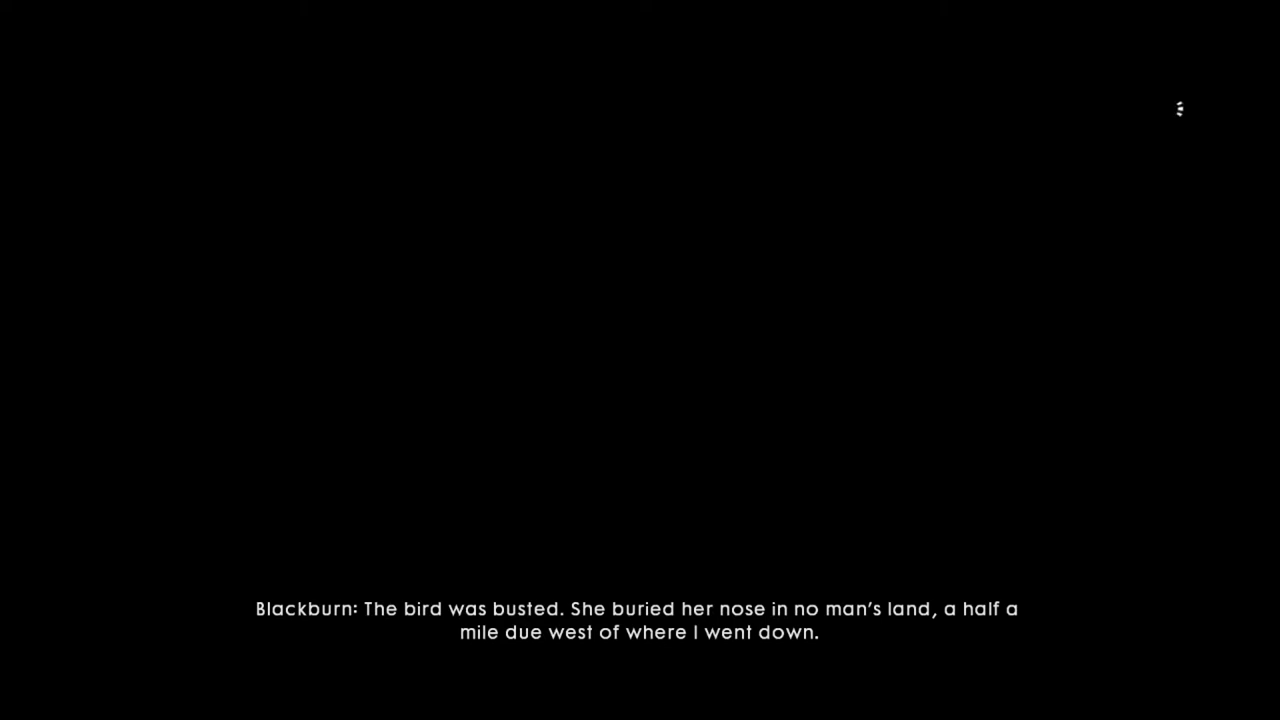 Blackburn: The bird was busted. She buried her nose in no man's land, a half a
mile due west of where I went down.